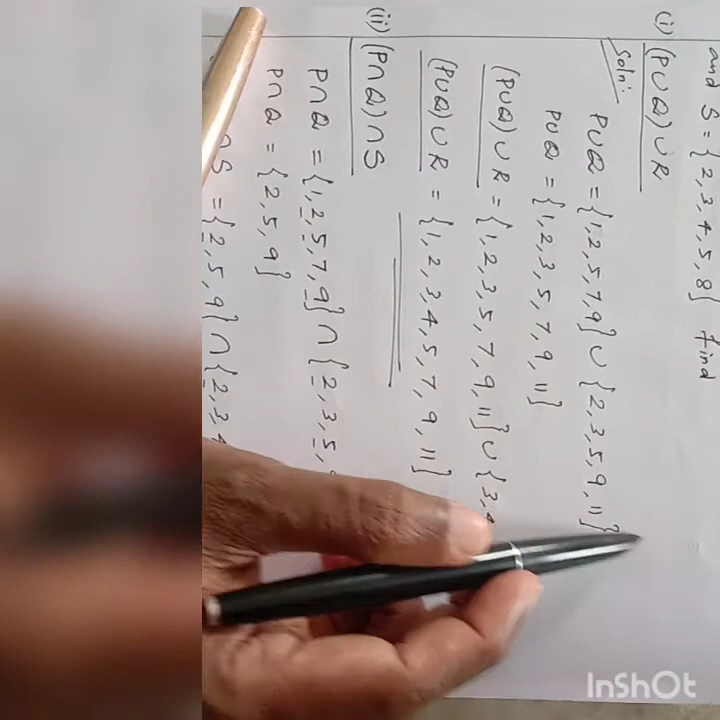 and S = {2, 3, 4, 5, 8} find
(i) (P∪Q)∪R
Soln:
P∪Q = {1, 2, 5, 7, 9} ∪ {2, 3, 5, 9, 11}
P∪Q = {1, 2, 3, 5, 7, 9, 11}
(P∪Q)∪R = {1, 2, 3, 5, 7, 9, 11} ∪ {3,
(P∪Q)∪R = {1, 2, 3, 4, 5, 7, 9, 11}
(ii) (P∩Q)∩S
P∩Q = {1, 2, 5, 7, 9} ∩ {2, 3, 5,
P∩Q = {2, 5, 9}
∩S = {2, 5, 9} ∩ {2, 3, 4
InShOt